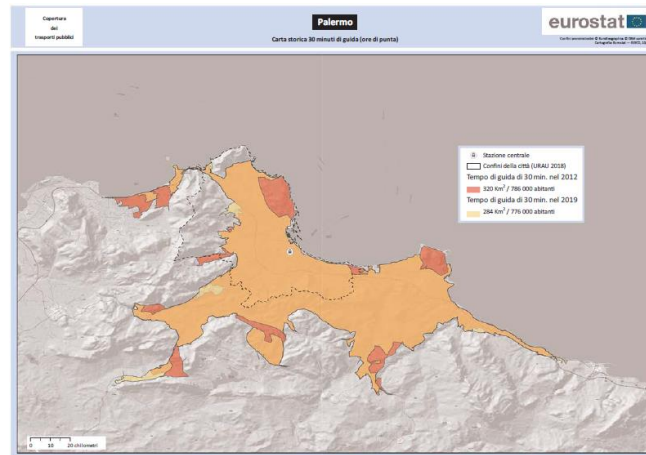 Copertura
dei
trasporti pubblici
Palermo
Carta storica 30 minuti di guida (ore di punta)
eurostat
Stazione centrale
Confini della città (URAU 2018)
Tempo di guida di 30 min. nel 2012
320 Km² / 786 000 abitanti
Tempo di guida di 30 min. nel 2019
284 Km² / 776 000 abitanti
0 10 20 chilometri